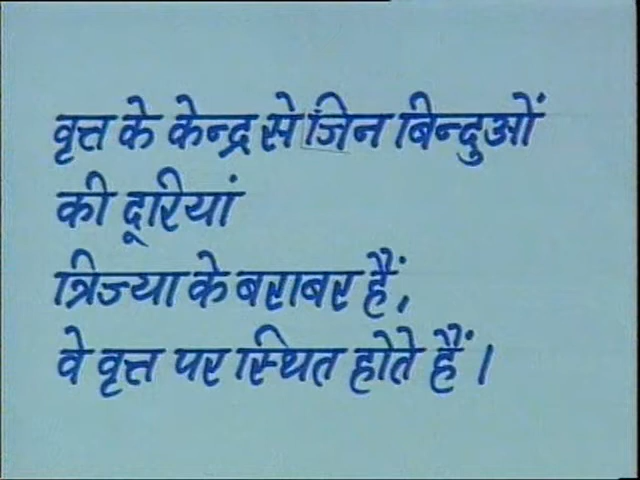 वृत्त के केन्द्र से जिन बिन्दुओं
की दूरियां
त्रिज्या के बराबर हैं,
वे वृत्त पर स्थित होते हैं।